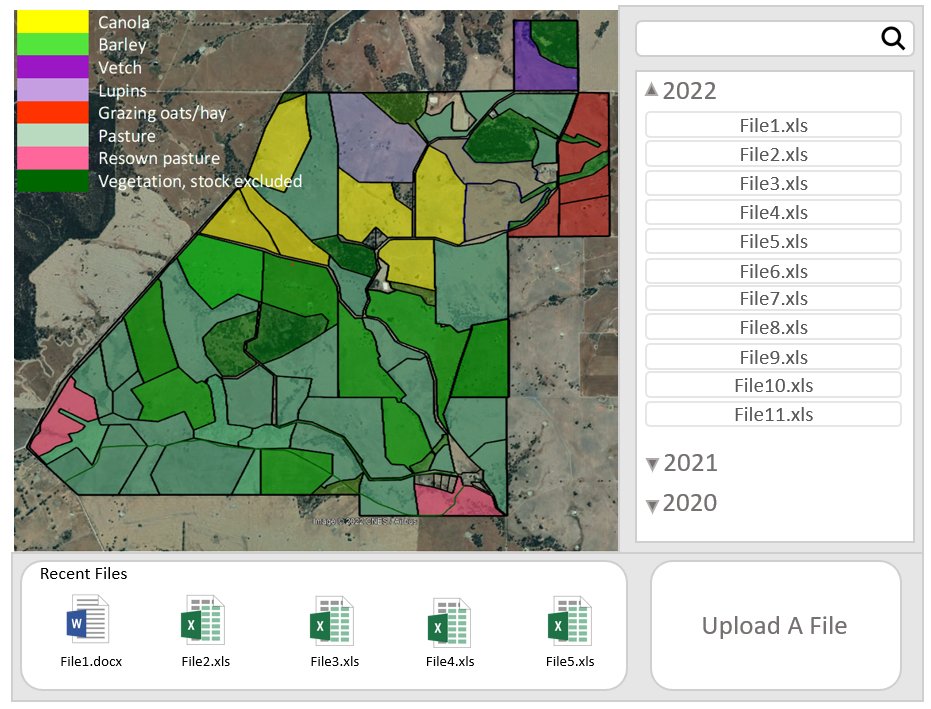 Canola
Barley
Vetch
Lupins
Grazing oats/hay
Pasture
Resown pasture
Vegetation, stock excluded
Image © 2022 CNES / Airbus
2022
File1.xls
File2.xls
File3.xls
File4.xls
File5.xls
File6.xls
File7.xls
File8.xls
File9.xls
File10.xls
File11.xls
2021
2020
Recent Files
W
X
X
X
X
File1.docx
File2.xls
File3.xls
File4.xls
File5.xls
Upload A File